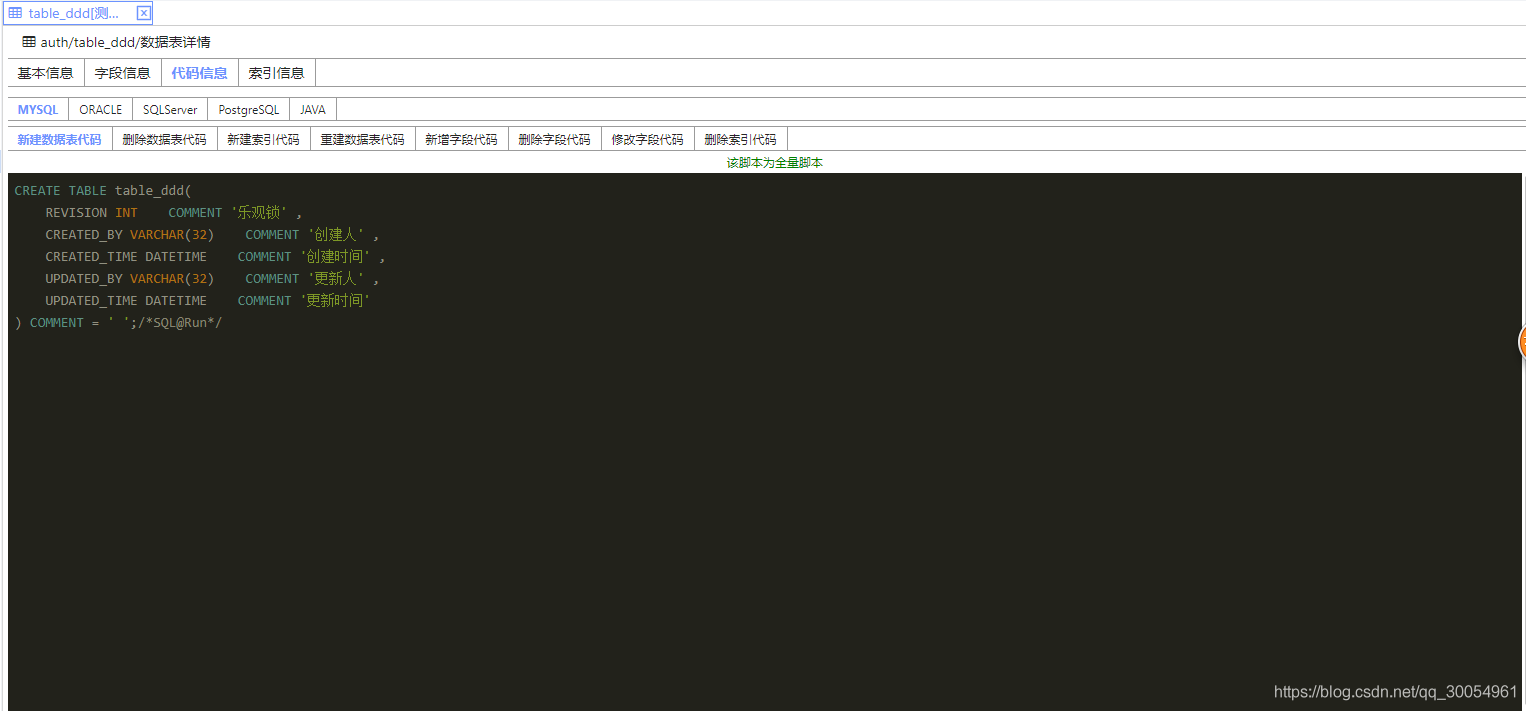 table_ddd[测...
auth/table_ddd/数据表详情
基本信息 字段信息 代码信息 索引信息
MYSQL ORACLE SQLServer PostgreSQL JAVA
新建数据表代码 删除数据表代码 新建索引代码 重建数据表代码 新增字段代码 删除字段代码 修改字段代码 删除索引代码
该脚本为全量脚本
CREATE TABLE table_ddd(
    REVISION INT    COMMENT '乐观锁' ,
    CREATED_BY VARCHAR(32)    COMMENT '创建人' ,
    CREATED_TIME DATETIME    COMMENT '创建时间' ,
    UPDATED_BY VARCHAR(32)    COMMENT '更新人' ,
    UPDATED_TIME DATETIME    COMMENT '更新时间'
) COMMENT = ' ';/*SQL@Run*/
https://blog.csdn.net/qq_30054961